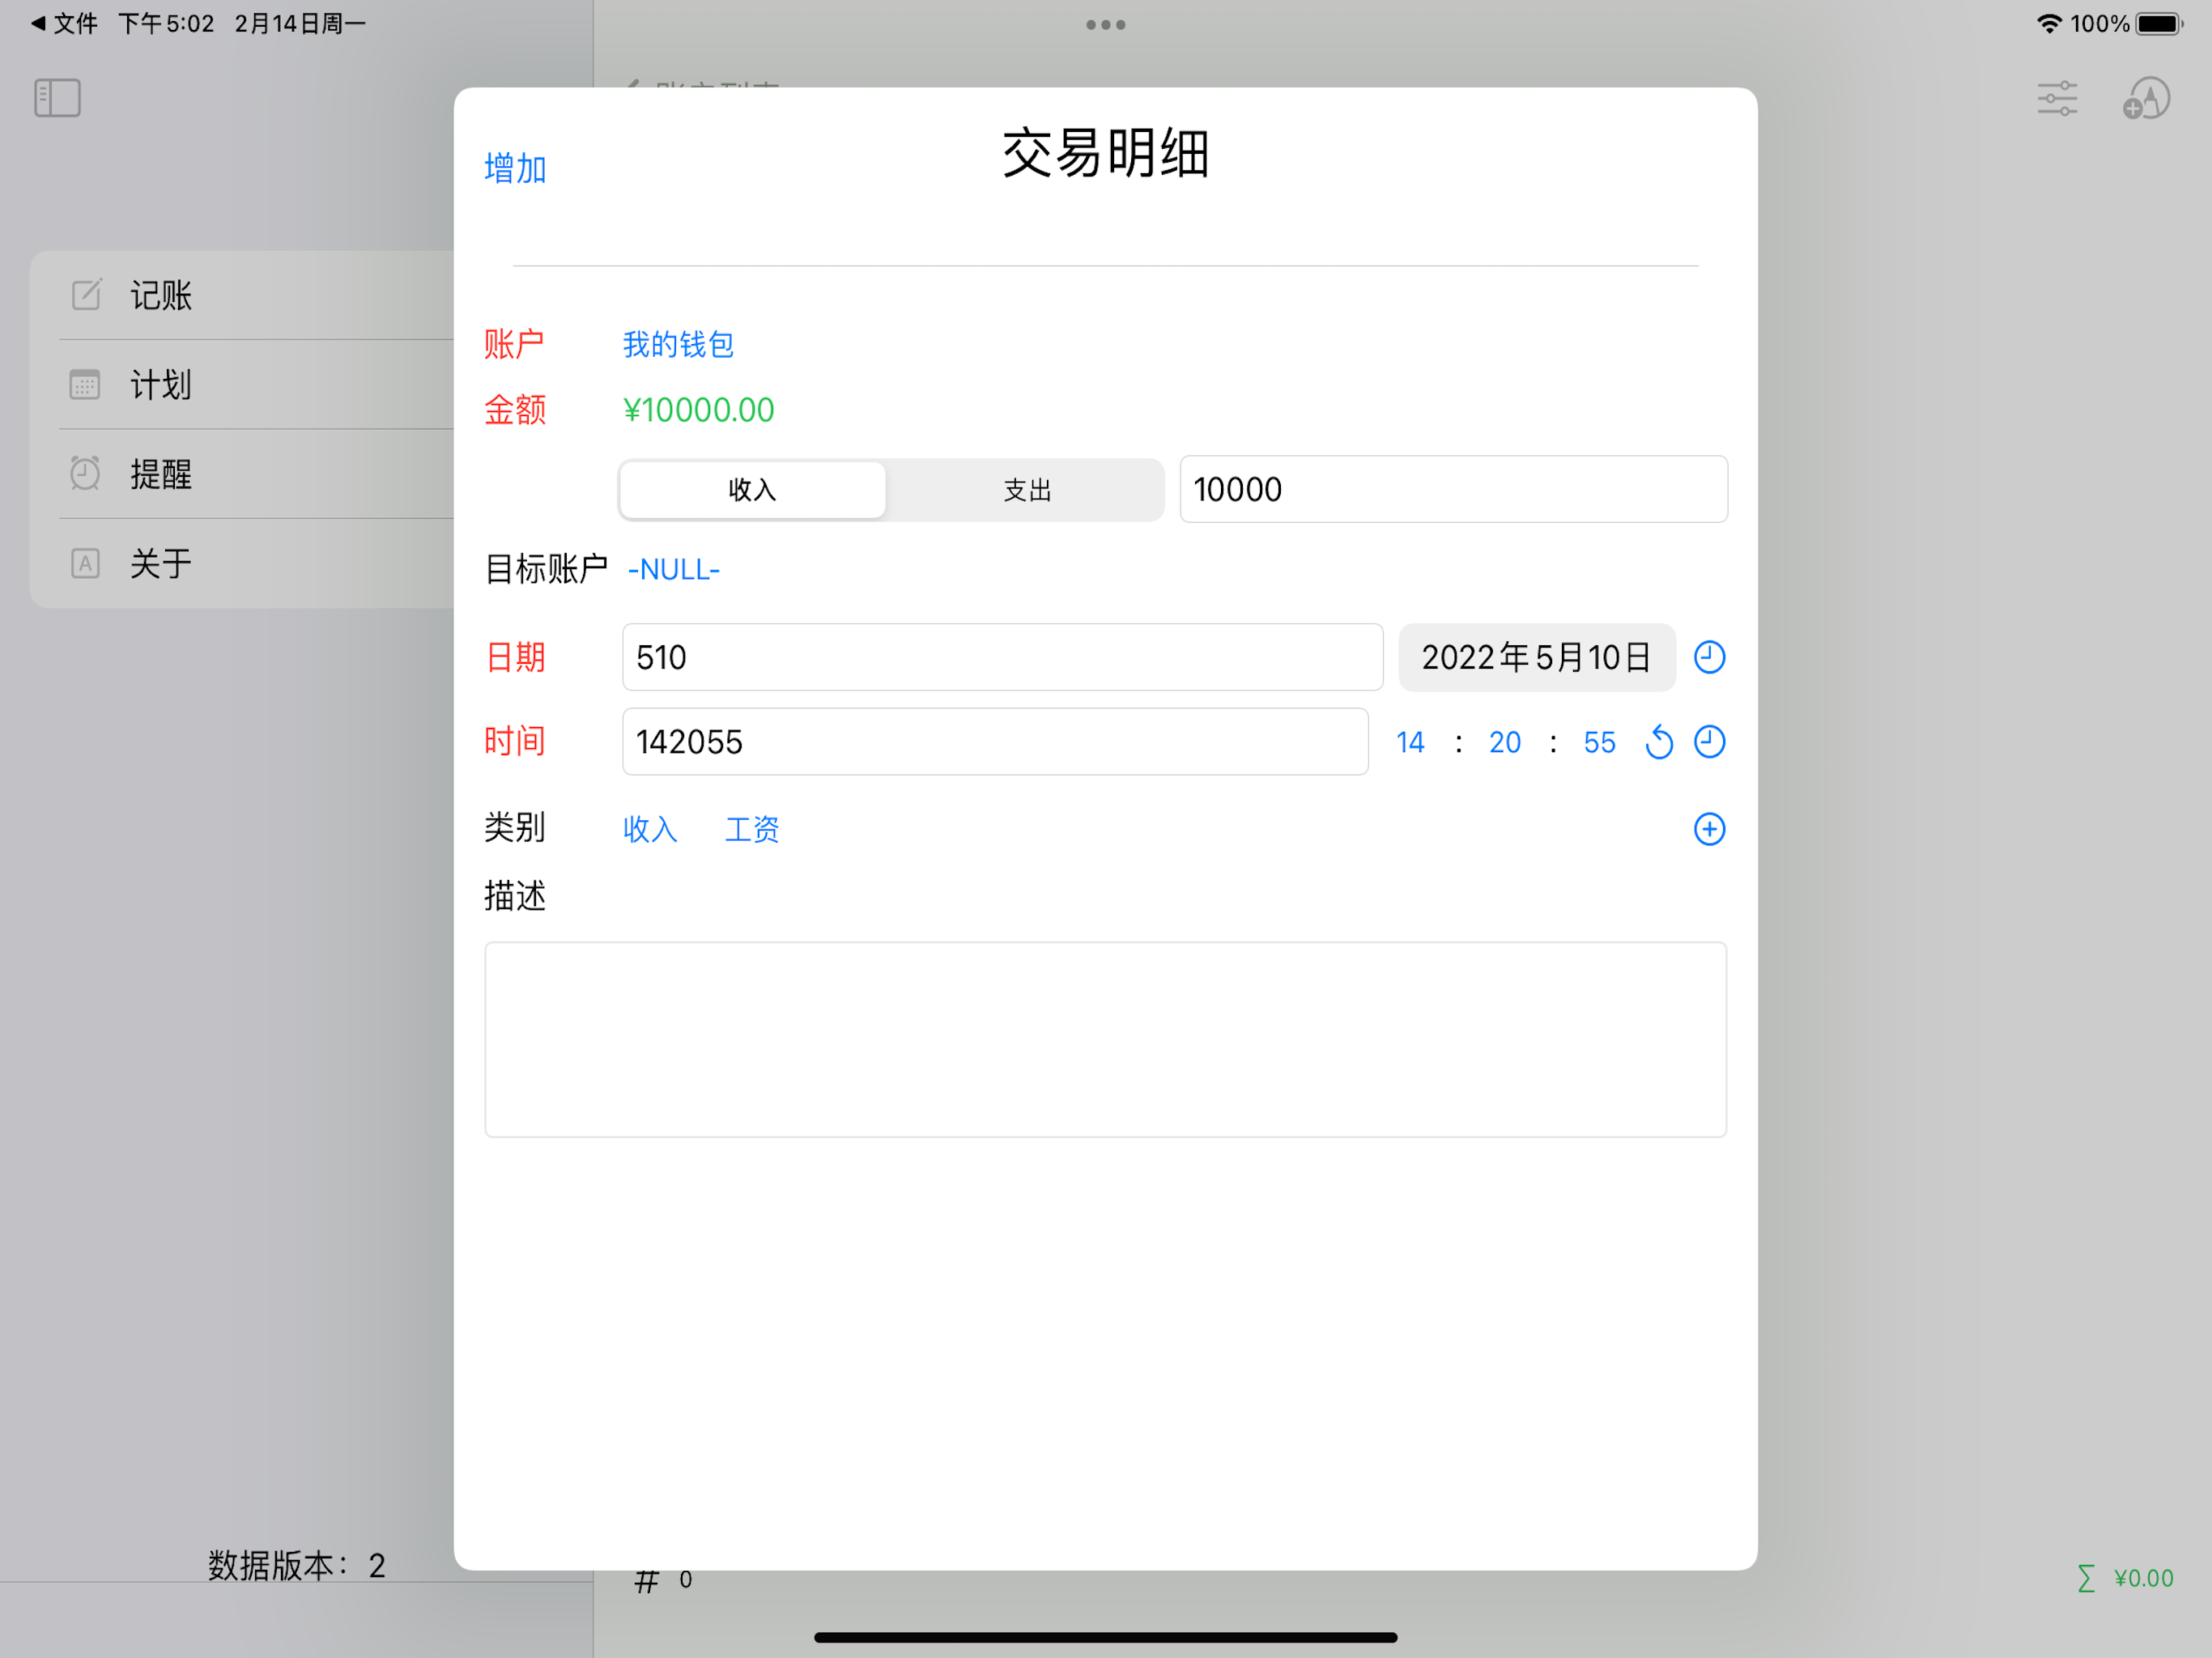 文件 下午5:02 2月14日周一
100%
增加
交易明细
记账
计划
提醒
关于
账户 我的钱包
金额 ¥10000.00
收入 支出 10000
目标账户 -NULL-
日期 510 2022年5月10日
时间 142055 14 : 20 : 55
类别 收入 工资
描述
数据版本：2
# 0
∑ ¥0.00